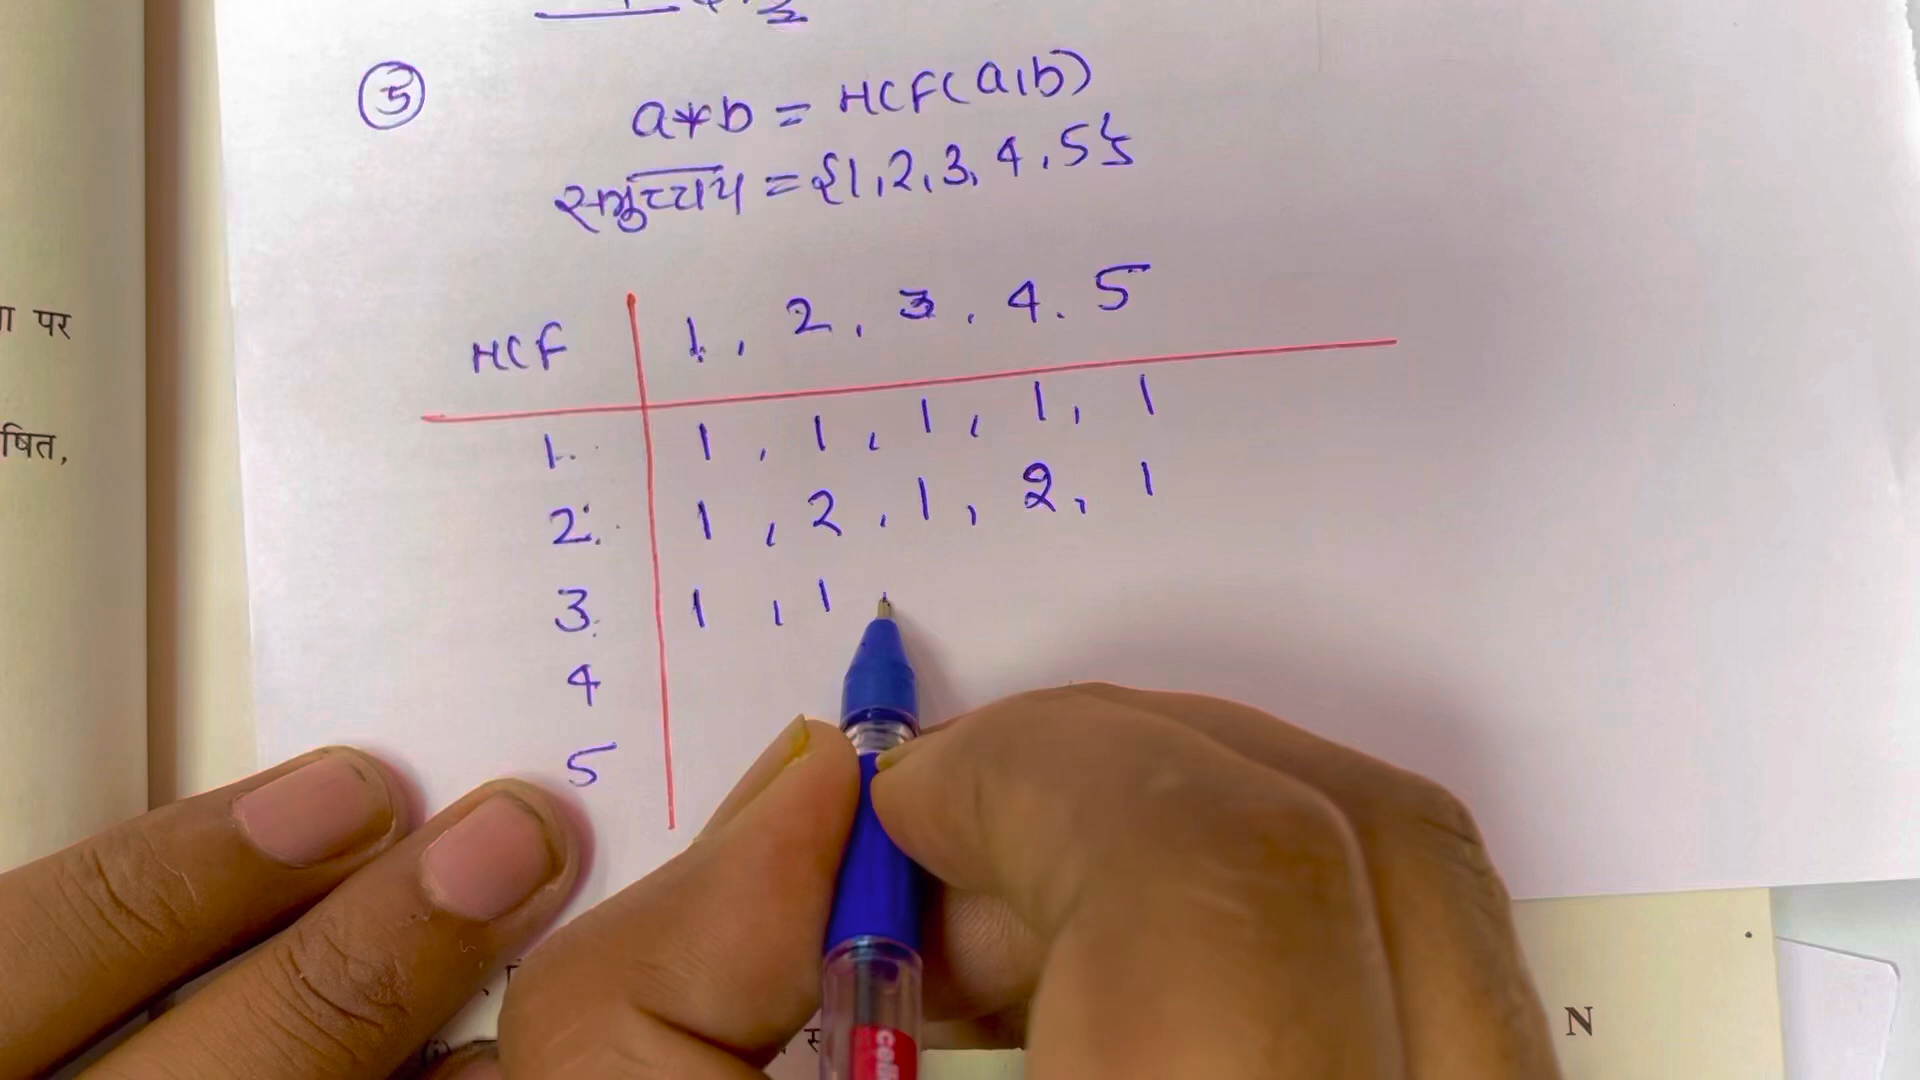 5
a*b = HCF(a,b)
समुच्चय = {1,2,3,4,5}
HCF 1, 2, 3, 4. 5
1. 1, 1, 1, 1, 1
2. 1, 2, 1, 2, 1
3. 1, 1
4
5
पर
षित,
N